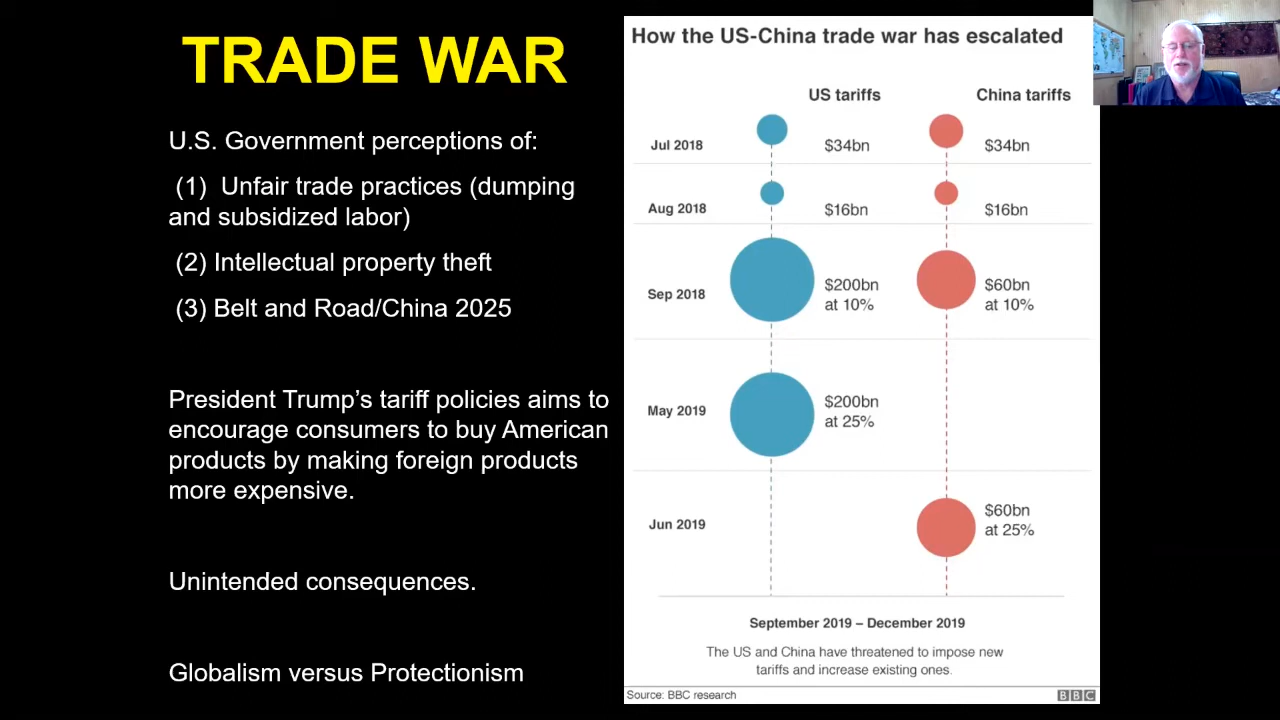 TRADE WAR
U.S. Government perceptions of:
(1) Unfair trade practices (dumping
and subsidized labor)
(2) Intellectual property theft
(3) Belt and Road/China 2025
President Trump's tariff policies aims to
encourage consumers to buy American
products by making foreign products
more expensive.
Unintended consequences.
Globalism versus Protectionism
How the US-China trade war has escalated
US tariffs China tariffs
Jul 2018 $34bn $34bn
Aug 2018 $16bn $16bn
Sep 2018 $200bn at 10% $60bn at 10%
May 2019 $200bn at 25%
Jun 2019 $60bn at 25%
September 2019 – December 2019
The US and China have threatened to impose new
tariffs and increase existing ones.
Source: BBC research BBC